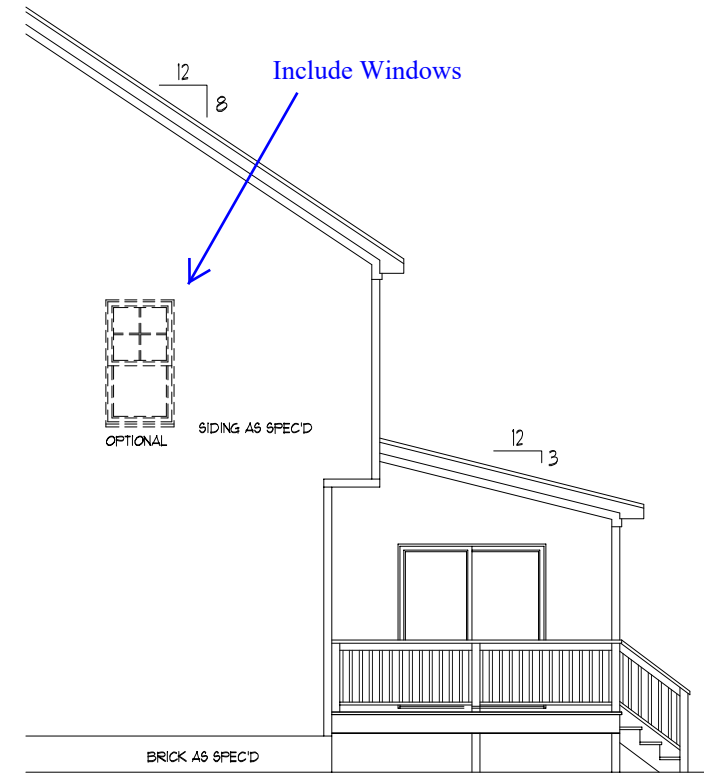 12
Include Windows
8
OPTIONAL
SIDING AS SPEC'D
12
3
BRICK AS SPEC'D